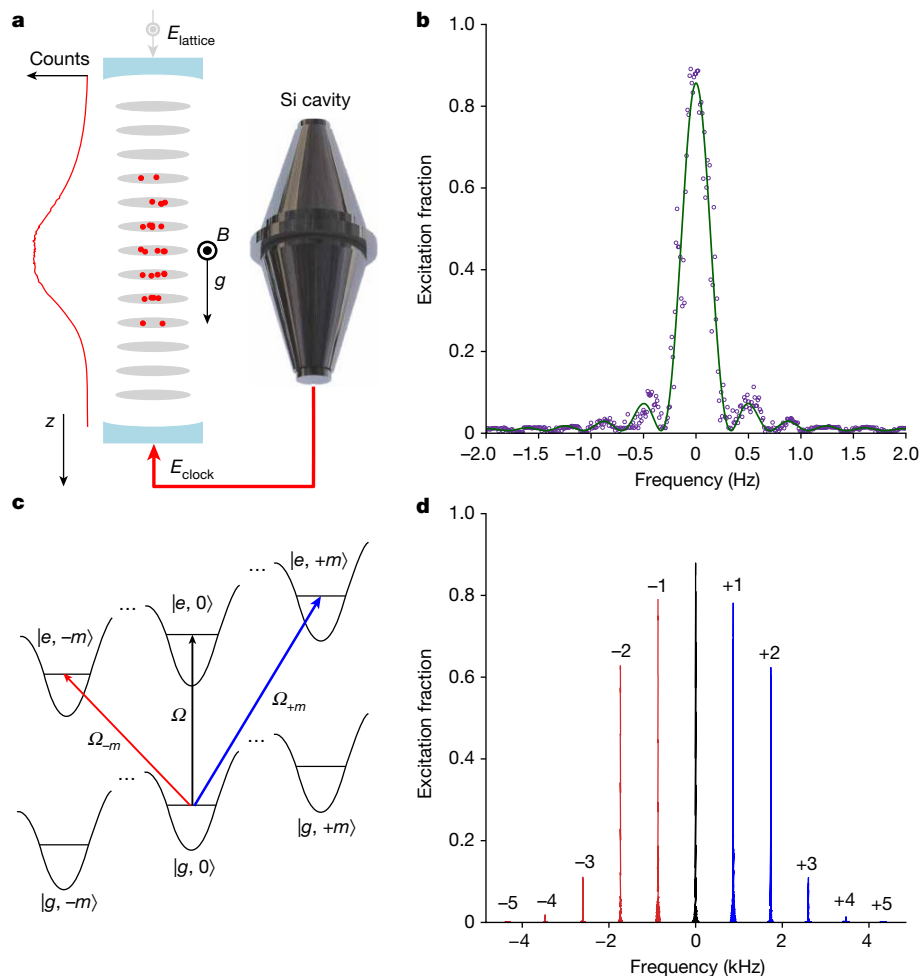 a
E_lattice
Counts
Si cavity
B
g
z
E_clock
b
Excitation fraction
1.0
0.8
0.6
0.4
0.2
0
−2.0 −1.5 −1.0 −0.5 0 0.5 1.0 1.5 2.0
Frequency (Hz)
c
... |e, 0⟩ ... |e, +m⟩
|e, −m⟩
Ω_−m Ω Ω_+m
... ...
|g, −m⟩ |g, 0⟩ |g, +m⟩
d
Excitation fraction
1.0
0.8
0.6
0.4
0.2
0
−5 −4 −3 −2 −1 +1 +2 +3 +4 +5
−4 −2 0 2 4
Frequency (kHz)